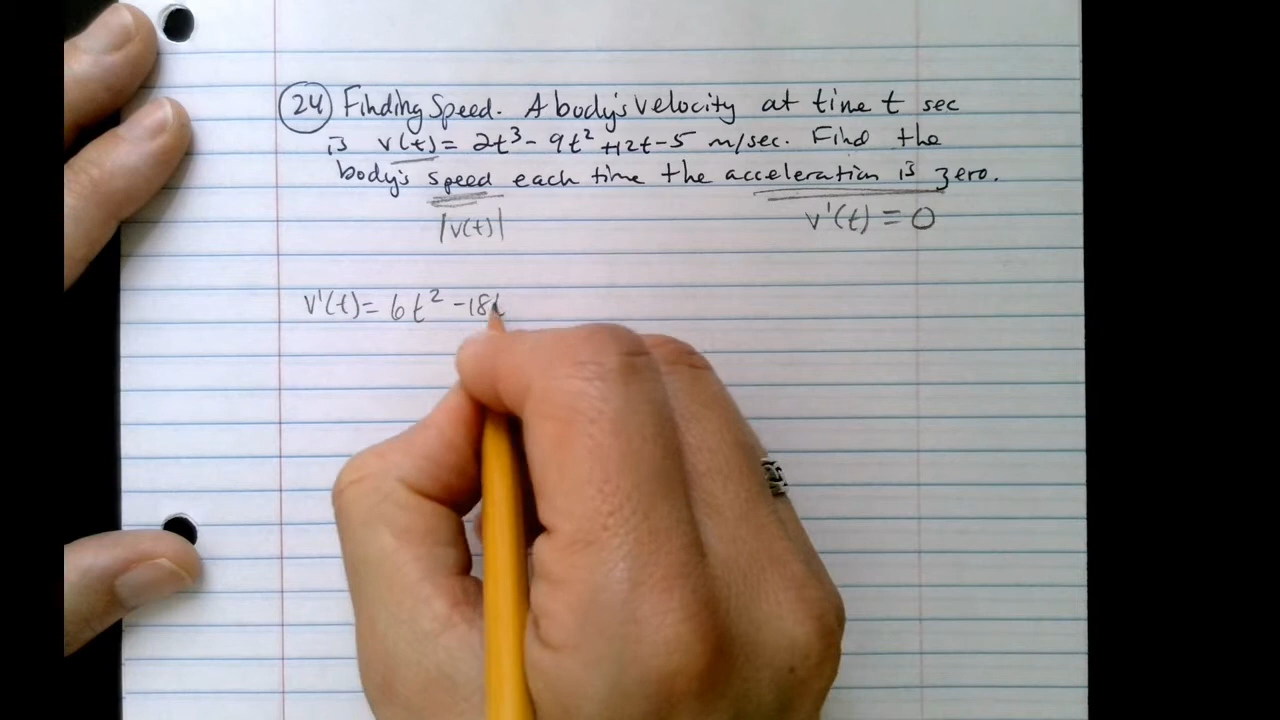 24 Finding Speed. A body's velocity at time t sec
is v(t) = 2t³ - 9t² + 12t - 5 m/sec. Find the
body's speed each time the acceleration is zero.
|v(t)| v'(t) = 0
v'(t) = 6t² - 18t